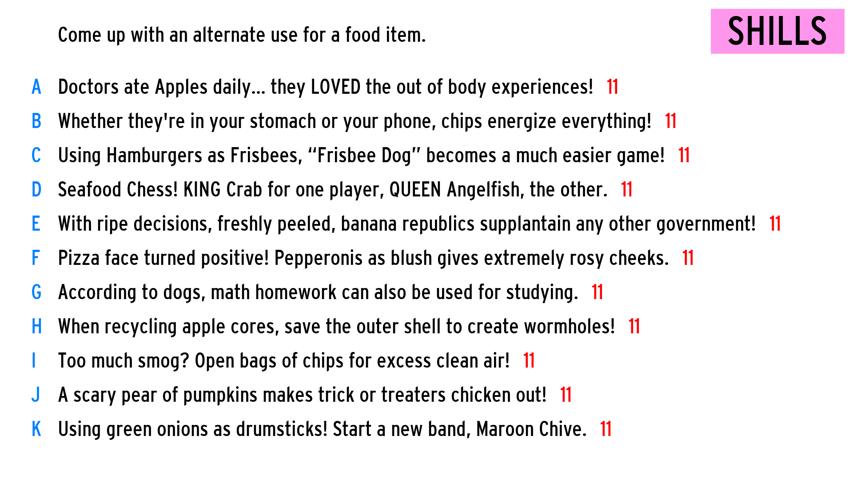 Come up with an alternate use for a food item.
SHILLS
A Doctors ate Apples daily... they LOVED the out of body experiences! 11
B Whether they're in your stomach or your phone, chips energize everything! 11
C Using Hamburgers as Frisbees, “Frisbee Dog” becomes a much easier game! 11
D Seafood Chess! KING Crab for one player, QUEEN Angelfish, the other. 11
E With ripe decisions, freshly peeled, banana republics supplantain any other government! 11
F Pizza face turned positive! Pepperonis as blush gives extremely rosy cheeks. 11
G According to dogs, math homework can also be used for studying. 11
H When recycling apple cores, save the outer shell to create wormholes! 11
I Too much smog? Open bags of chips for excess clean air! 11
J A scary pear of pumpkins makes trick or treaters chicken out! 11
K Using green onions as drumsticks! Start a new band, Maroon Chive. 11